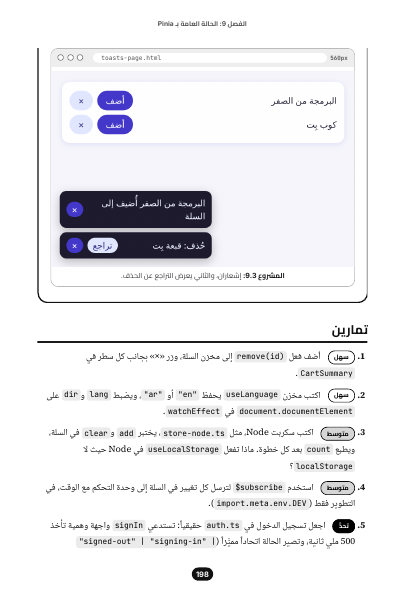 الفصل 9: الحالة العامة بـ Pinia
toasts-page.html
560px
البرمجة من الصفر أضف ×
كوب بِت أضف ×
البرمجة من الصفر أُضيف إلى
السلة ×
حُذف: قبعة بِت تراجع ×
المشروع 9.3: إشعاران، والثاني يعرض التراجع عن الحذف.
تمارين
1. سهل أضف فعل remove(id) إلى مخزن السلة، وزر «×» بجانب كل سطر في
CartSummary.
2. سهل اكتب مخزن useLanguage يحفظ "en" أو "ar"، ويضبط lang و dir على
document.documentElement في watchEffect.
3. متوسط اكتب سكربت Node، مثل store-node.ts، يختبر add و clear في السلة،
ويطبع count بعد كل خطوة. ماذا تفعل useLocalStorage في Node حيث لا
localStorage؟
4. متوسط استخدم $subscribe لترسل كل تغيير في السلة إلى وحدة التحكم مع الوقت، في
التطوير فقط (import.meta.env.DEV).
5. تحدٍّ اجعل تسجيل الدخول في auth.ts حقيقياً: تستدعي signIn واجهة وهمية تأخذ
500 ملي ثانية، وتصير الحالة اتحاداً مميَّزاً ("signed-out" | "signing-in" |
198